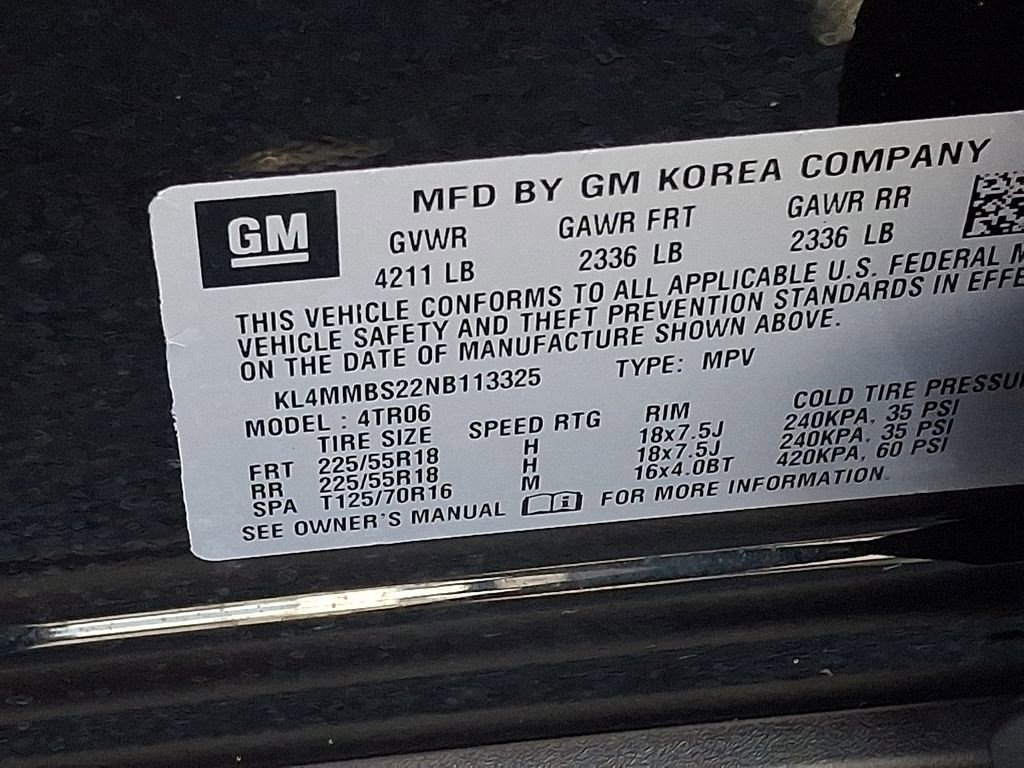 GM
MFD BY GM KOREA COMPANY
GVWR GAWR FRT GAWR RR
4211 LB 2336 LB 2336 LB
THIS VEHICLE CONFORMS TO ALL APPLICABLE U.S. FEDERAL M
VEHICLE SAFETY AND THEFT PREVENTION STANDARDS IN EFFE
ON THE DATE OF MANUFACTURE SHOWN ABOVE.
KL4MMBS22NB113325 TYPE: MPV
MODEL : 4TR06
TIRE SIZE SPEED RTG RIM COLD TIRE PRESSU
FRT 225/55R18 H 18x7.5J 240KPA, 35 PSI
RR 225/55R18 H 18x7.5J 240KPA, 35 PSI
SPA T125/70R16 M 16x4.0BT 420KPA, 60 PSI
SEE OWNER'S MANUAL i FOR MORE INFORMATION.